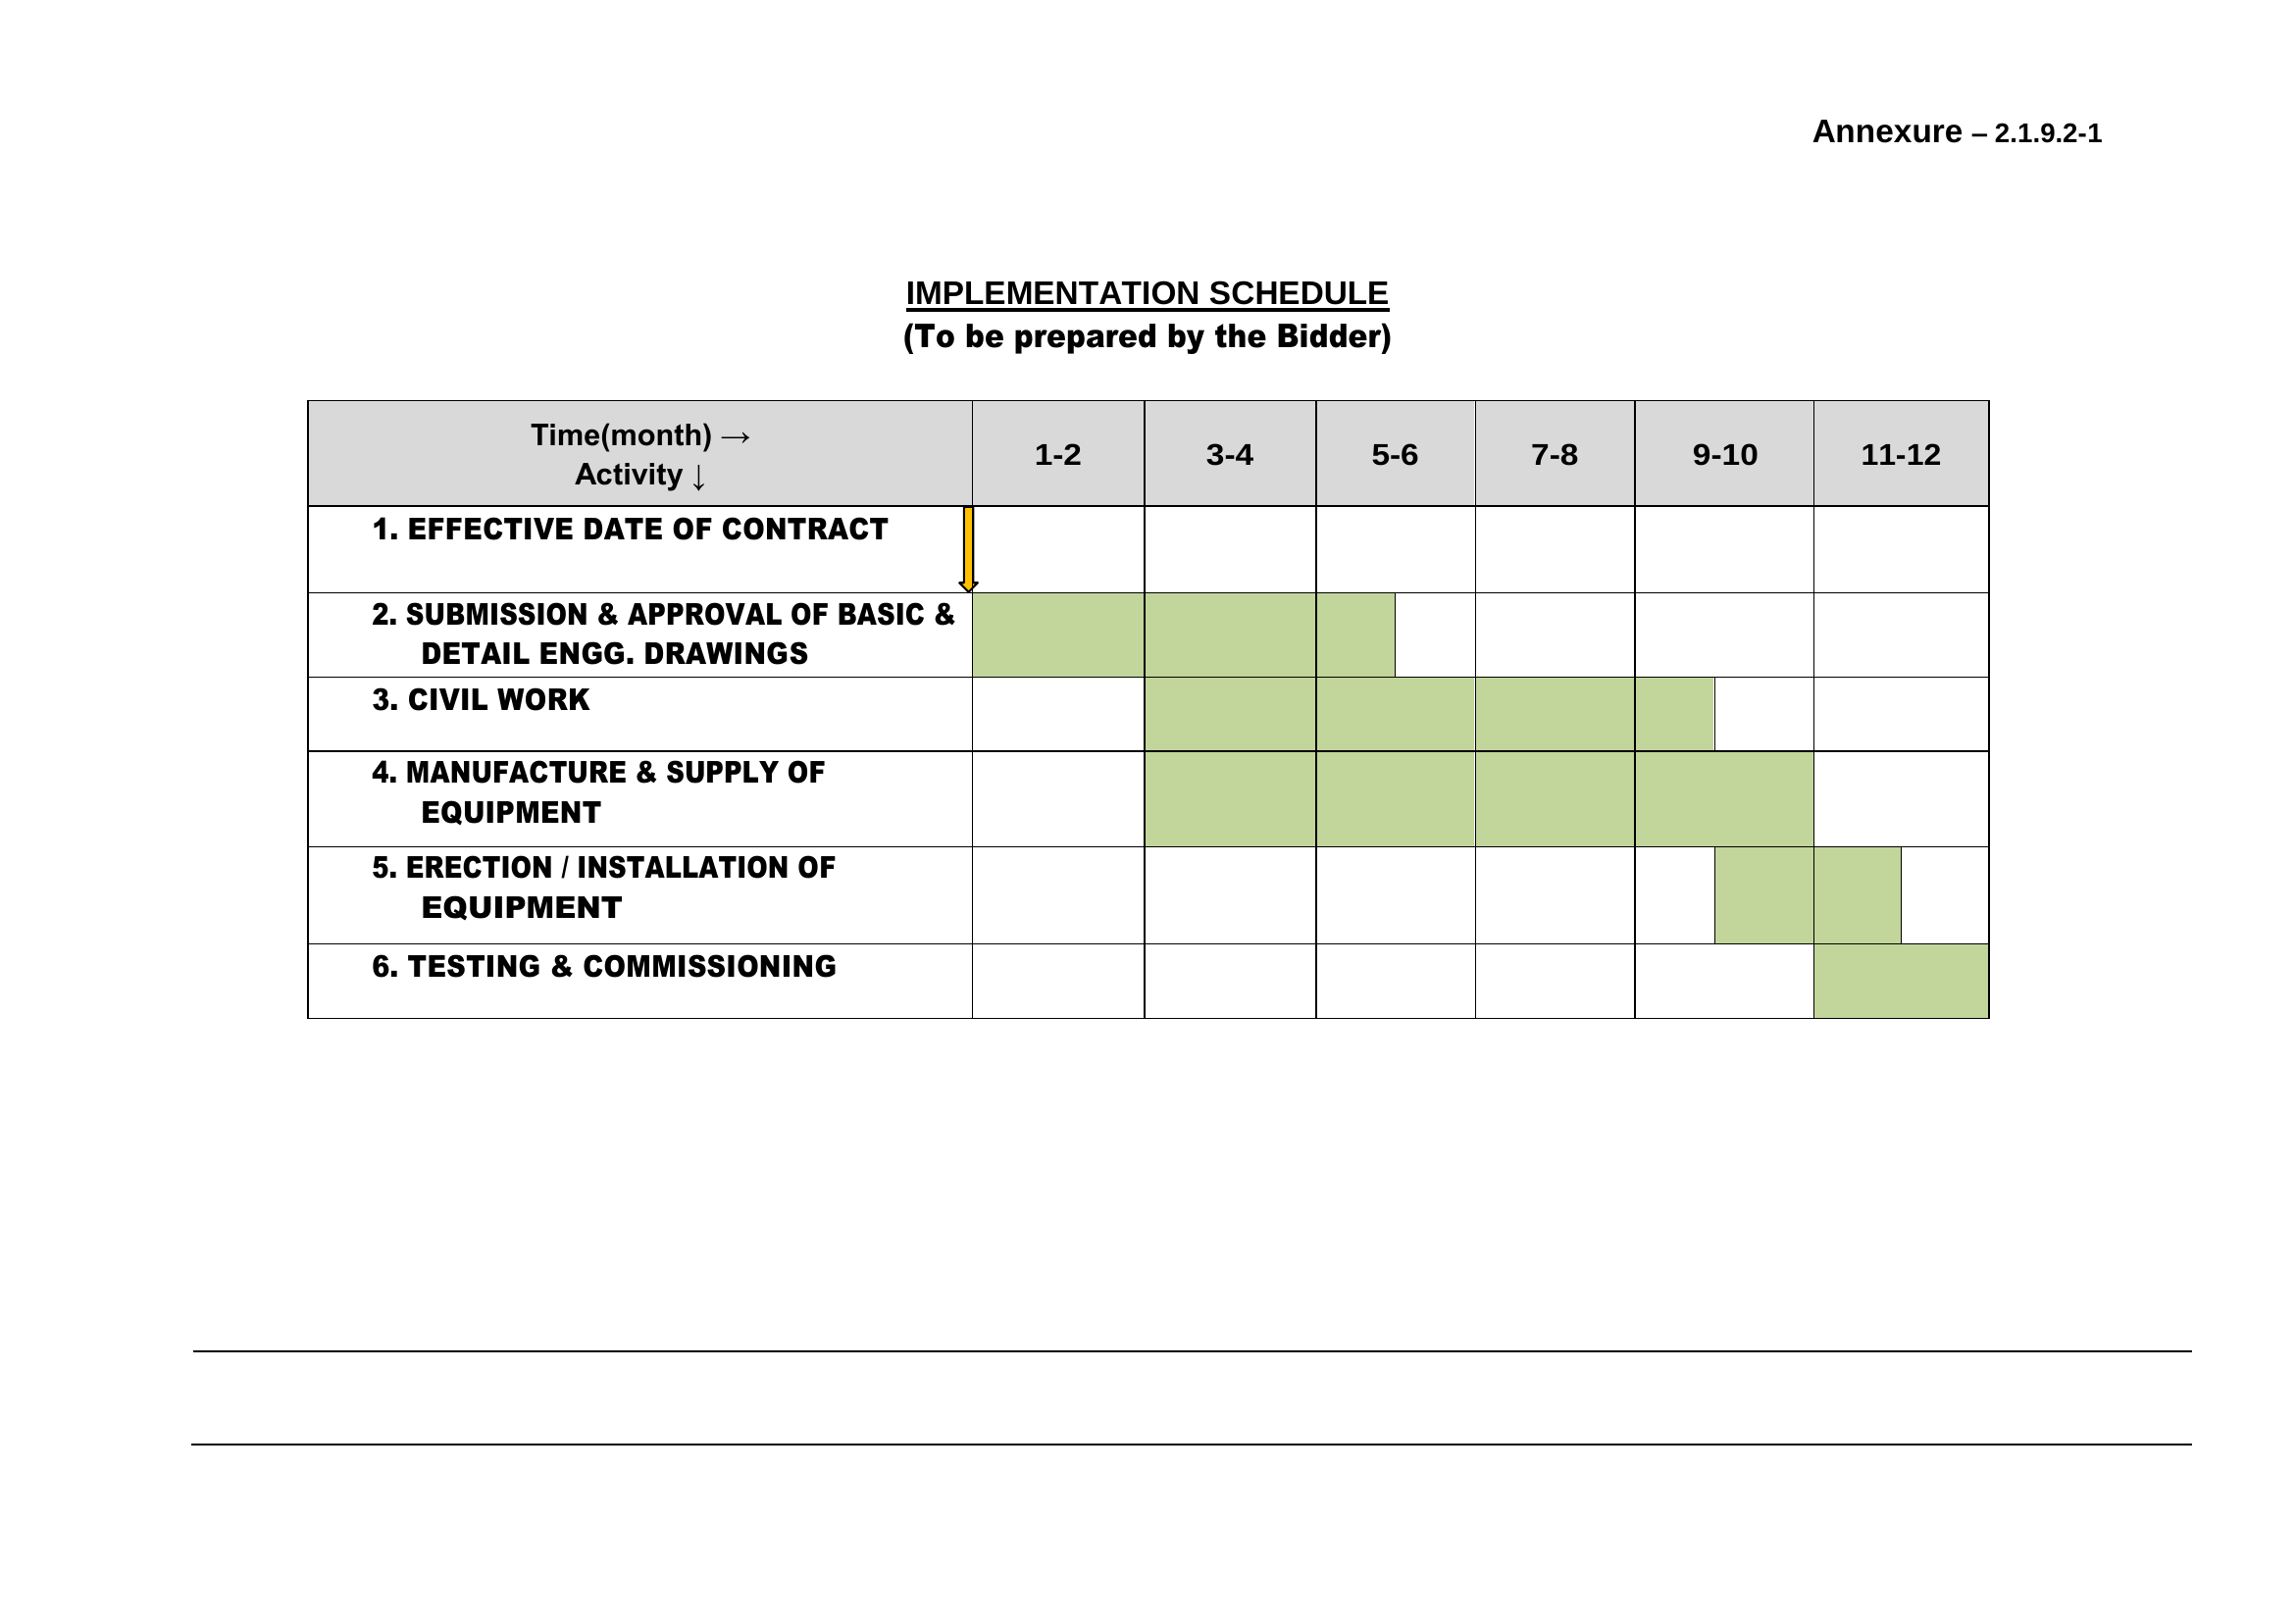 Annexure – 2.1.9.2-1
IMPLEMENTATION SCHEDULE
(To be prepared by the Bidder)
Time(month) → 1-2 3-4 5-6 7-8 9-10 11-12
Activity ↓
1. EFFECTIVE DATE OF CONTRACT
2. SUBMISSION & APPROVAL OF BASIC &
DETAIL ENGG. DRAWINGS
3. CIVIL WORK
4. MANUFACTURE & SUPPLY OF
EQUIPMENT
5. ERECTION / INSTALLATION OF
EQUIPMENT
6. TESTING & COMMISSIONING